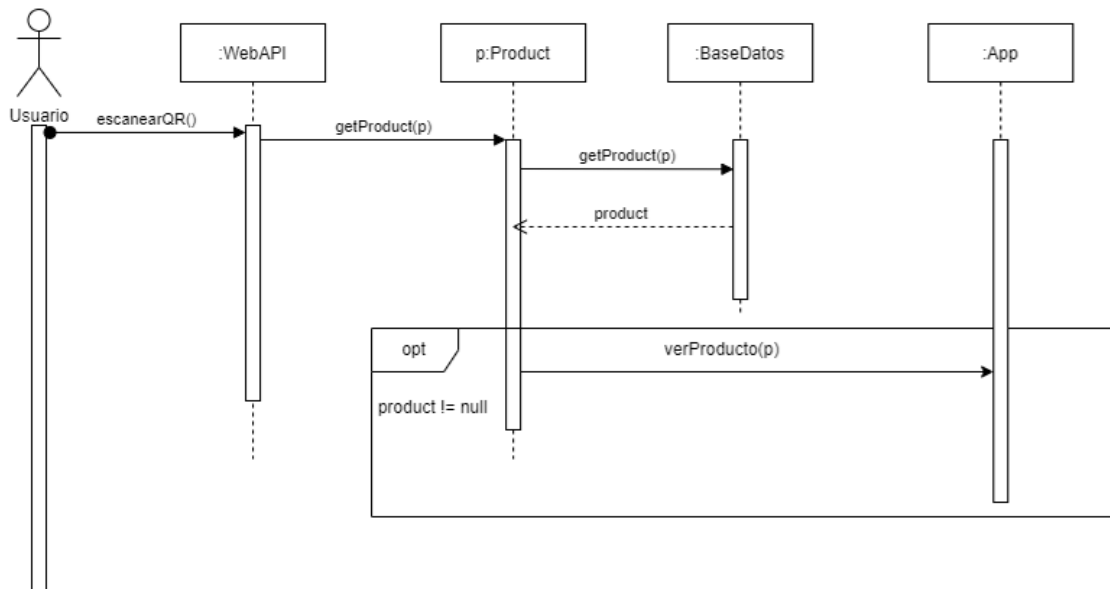 :WebAPI
p:Product
:BaseDatos
:App
Usuario
escanearQR()
getProduct(p)
getProduct(p)
product
opt
verProducto(p)
product != null